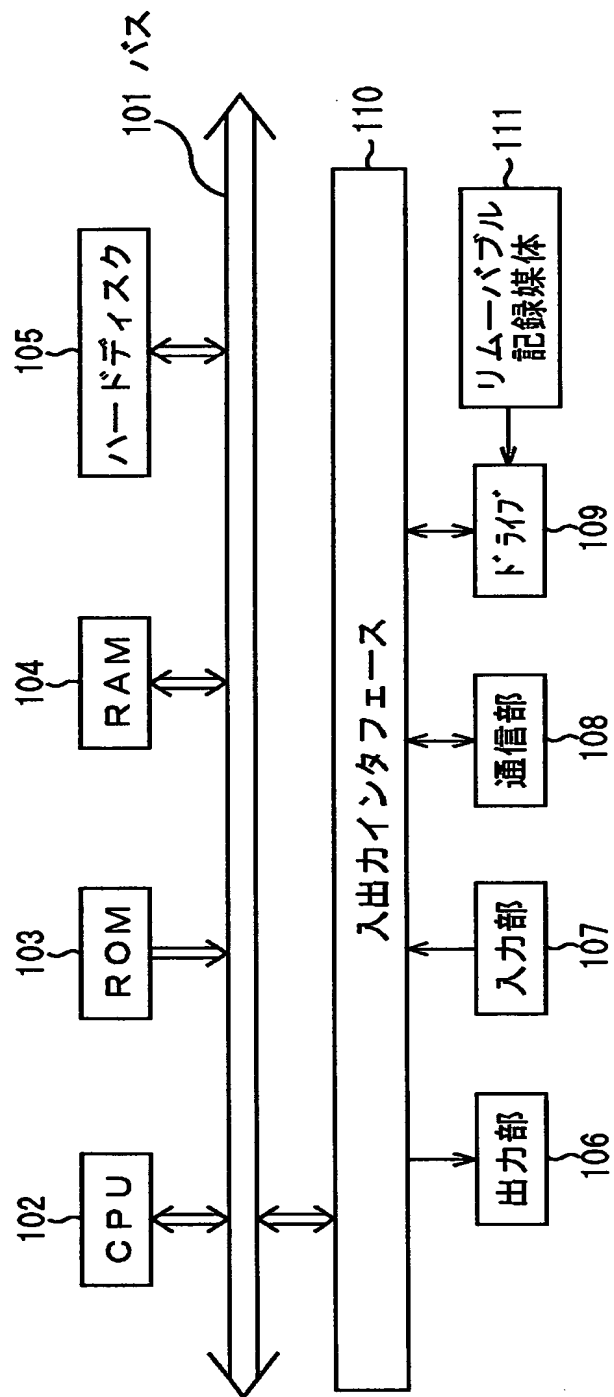 102
103
104
105
CPU
ROM
RAM
ハードディスク
101 バス
入出力インタフェース
110
出力部
入力部
通信部
ドライブ
リムーバブル
記録媒体
106
107
108
109
111